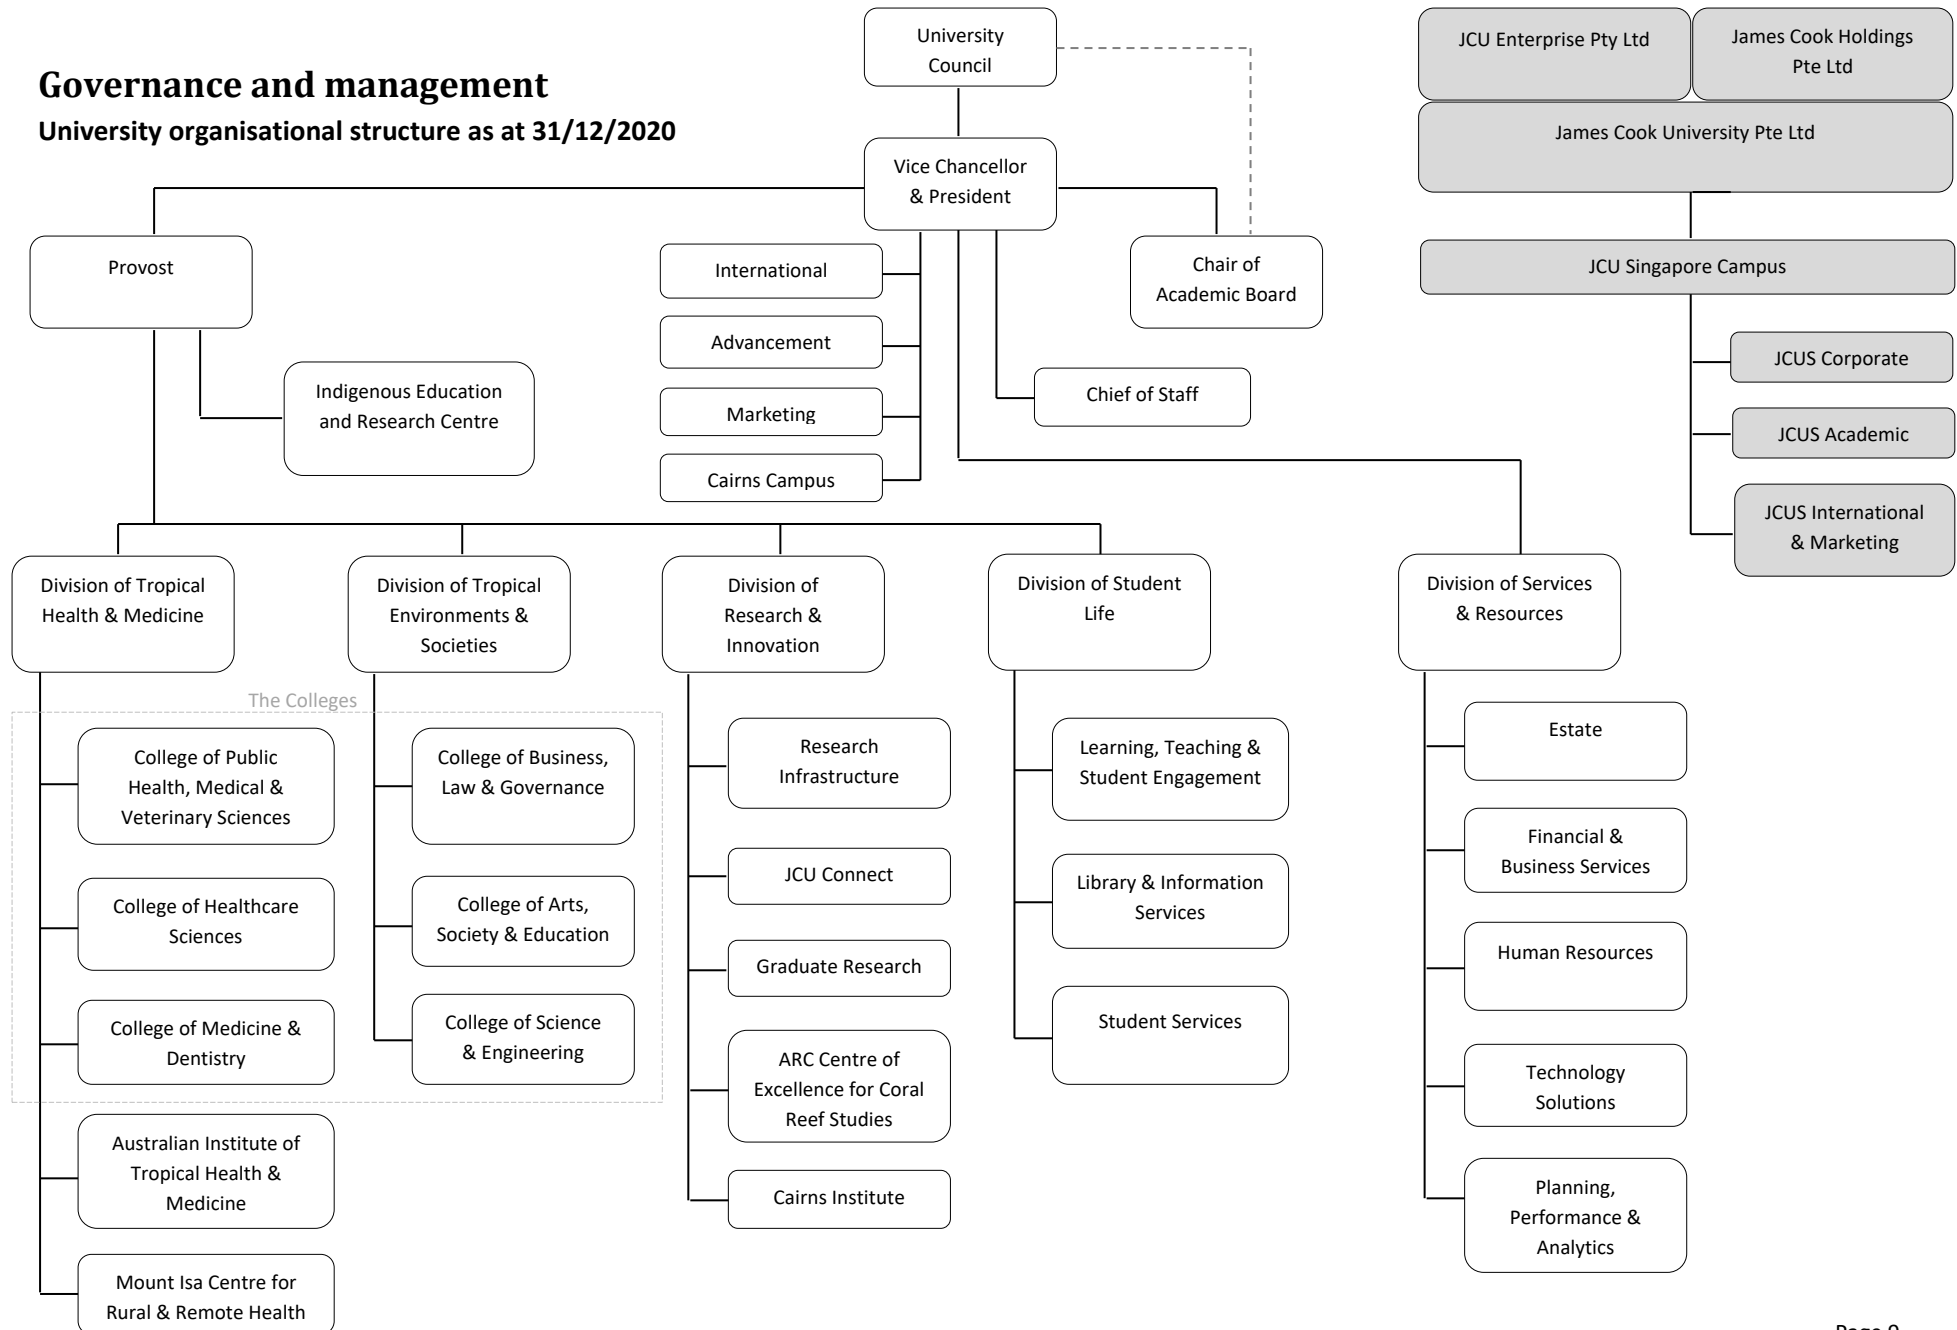 Governance and management
University organisational structure as at 31/12/2020
University
Council
JCU Enterprise Pty Ltd
James Cook Holdings
Pte Ltd
James Cook University Pte Ltd
Vice Chancellor
& President
Provost
International
Chair of
Academic Board
JCU Singapore Campus
Advancement
Indigenous Education
and Research Centre
Chief of Staff
JCUS Corporate
Marketing
JCUS Academic
Cairns Campus
JCUS International
& Marketing
Division of Tropical
Health & Medicine
Division of Tropical
Environments &
Societies
Division of
Research &
Innovation
Division of Student
Life
Division of Services
& Resources
The Colleges
College of Public
Health, Medical &
Veterinary Sciences
College of Healthcare
Sciences
College of Medicine &
Dentistry
Australian Institute of
Tropical Health &
Medicine
Mount Isa Centre for
Rural & Remote Health
College of Business,
Law & Governance
College of Arts,
Society & Education
College of Science
& Engineering
Research
Infrastructure
JCU Connect
Graduate Research
ARC Centre of
Excellence for Coral
Reef Studies
Cairns Institute
Learning, Teaching &
Student Engagement
Library & Information
Services
Student Services
Estate
Financial &
Business Services
Human Resources
Technology
Solutions
Planning,
Performance &
Analytics
Page